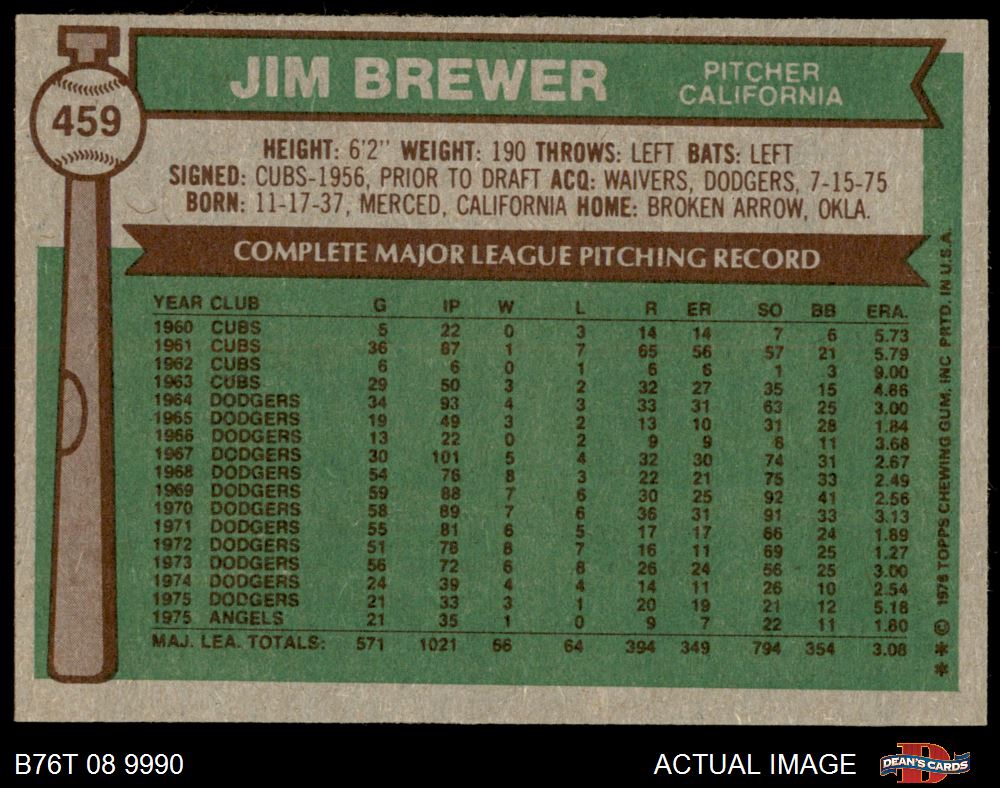 459
JIM BREWER
PITCHER
CALIFORNIA
HEIGHT: 6'2" WEIGHT: 190 THROWS: LEFT BATS: LEFT
SIGNED: CUBS-1956, PRIOR TO DRAFT ACQ: WAIVERS, DODGERS, 7-15-75
BORN: 11-17-37, MERCED, CALIFORNIA HOME: BROKEN ARROW, OKLA.
COMPLETE MAJOR LEAGUE PITCHING RECORD
YEAR CLUB G IP W L R ER SO BB ERA.
1960 CUBS 5 22 0 3 14 14 7 6 5.73
1961 CUBS 36 87 1 7 65 56 57 21 5.79
1962 CUBS 6 6 0 1 6 6 1 3 9.00
1963 CUBS 29 50 3 2 32 27 35 15 4.86
1964 DODGERS 34 93 4 3 33 31 63 25 3.00
1965 DODGERS 19 49 3 2 13 10 31 28 1.84
1966 DODGERS 13 22 0 2 9 9 6 11 3.68
1967 DODGERS 30 101 5 4 32 30 74 31 2.67
1968 DODGERS 54 76 8 3 22 21 75 33 2.49
1969 DODGERS 59 88 7 6 30 25 92 41 2.56
1970 DODGERS 58 89 7 6 36 31 91 33 3.13
1971 DODGERS 55 81 6 5 17 17 66 24 1.89
1972 DODGERS 51 78 8 7 16 11 69 25 1.27
1973 DODGERS 56 72 6 8 26 24 56 25 3.00
1974 DODGERS 24 39 4 4 14 11 26 10 2.54
1975 DODGERS 21 33 3 1 20 19 21 12 5.18
1975 ANGELS 21 35 1 0 9 7 22 11 1.80
MAJ. LEA. TOTALS: 571 1021 66 64 394 349 794 354 3.08
* * © 1976 TOPPS CHEWING GUM, INC PRTD. IN U.S.A.
B76T 08 9990
ACTUAL IMAGE
DEAN'S CARDS